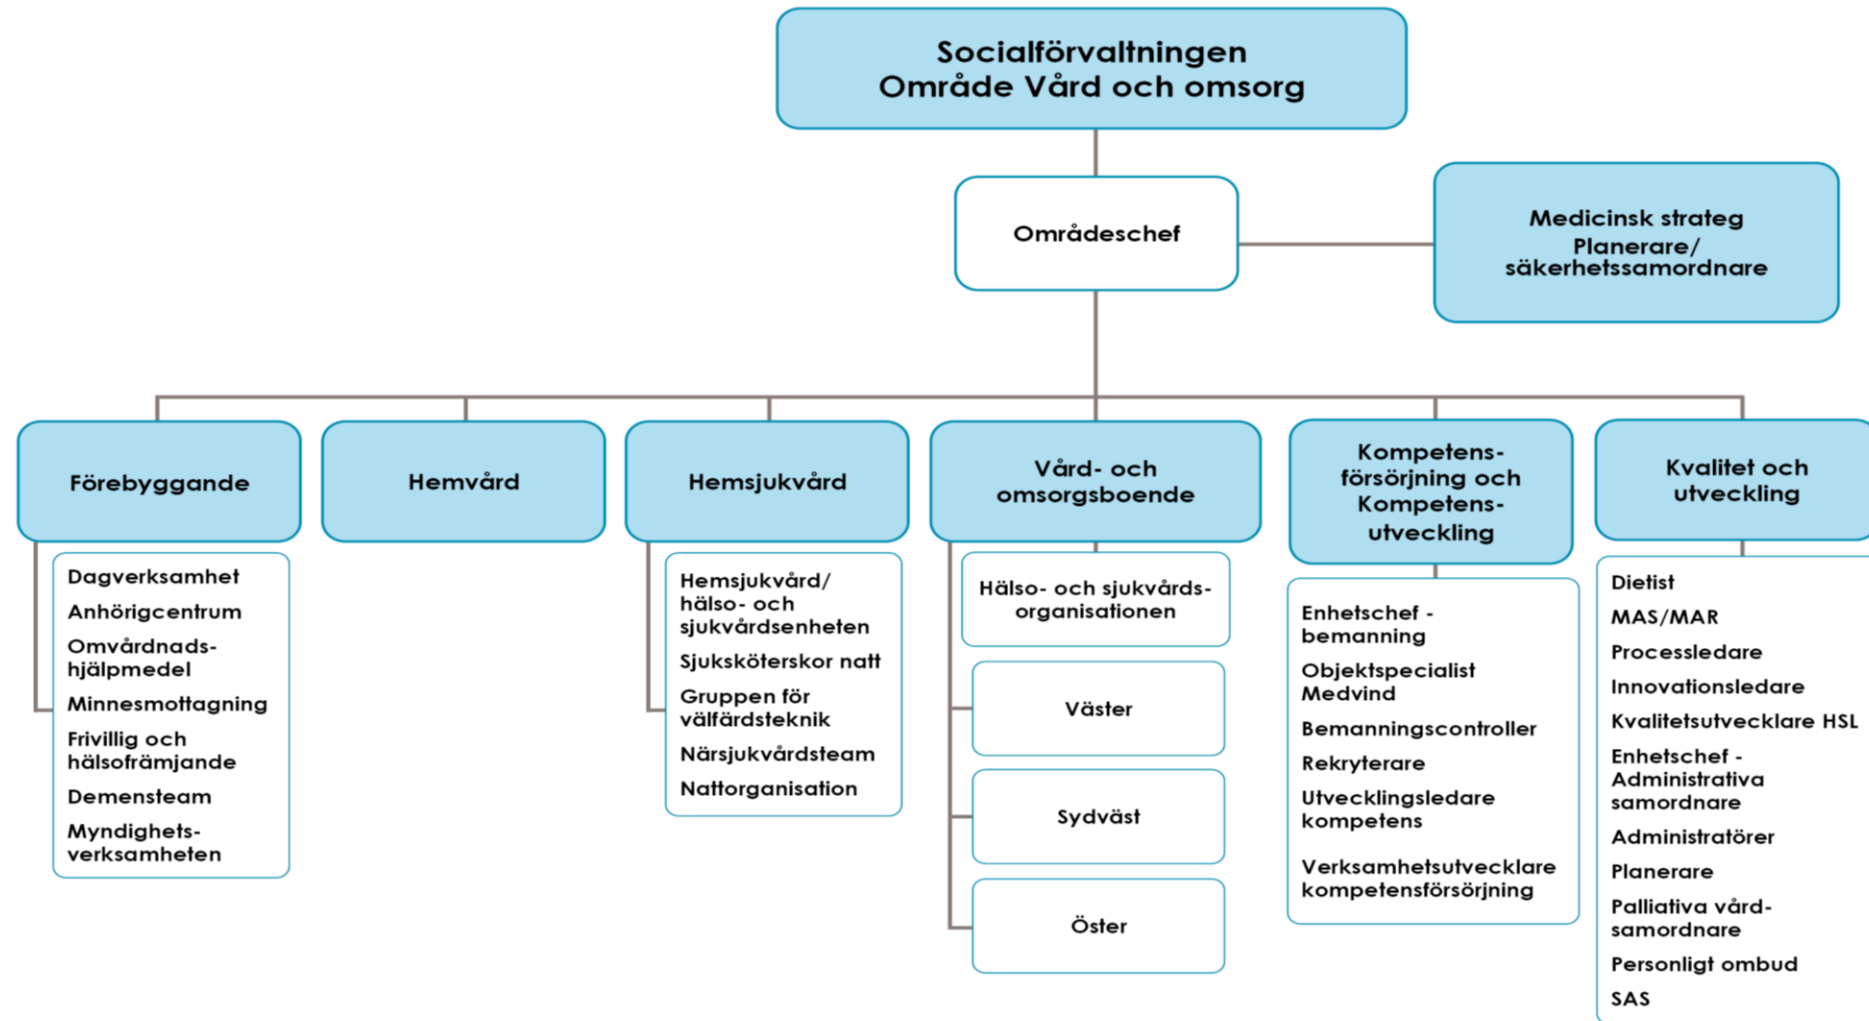 Socialförvaltningen
Område Vård och omsorg
Områdeschef
Medicinsk strateg
Planerare/
säkerhetssamordnare
Förebyggande
Dagverksamhet
Anhörigcentrum
Omvårdnads-
hjälpmedel
Minnesmottagning
Frivillig och
hälsofrämjande
Demensteam
Myndighets-
verksamheten
Hemvård
Hemsjukvård
Hemsjukvård/
hälso- och
sjukvårdsenheten
Sjuksköterskor natt
Gruppen för
välfärdsteknik
Närsjukvårdsteam
Nattorganisation
Vård- och
omsorgsboende
Hälso- och sjukvårds-
organisationen
Väster
Sydväst
Öster
Kompetens-
försörjning och
Kompetens-
utveckling
Enhetschef -
bemanning
Objektspecialist
Medvind
Bemanningscontroller
Rekryterare
Utvecklingsledare
kompetens
Verksamhetsutvecklare
kompetensförsörjning
Kvalitet och
utveckling
Dietist
MAS/MAR
Processledare
Innovationsledare
Kvalitetsutvecklare HSL
Enhetschef -
Administrativa
samordnare
Administratörer
Planerare
Palliativa vård-
samordnare
Personligt ombud
SAS